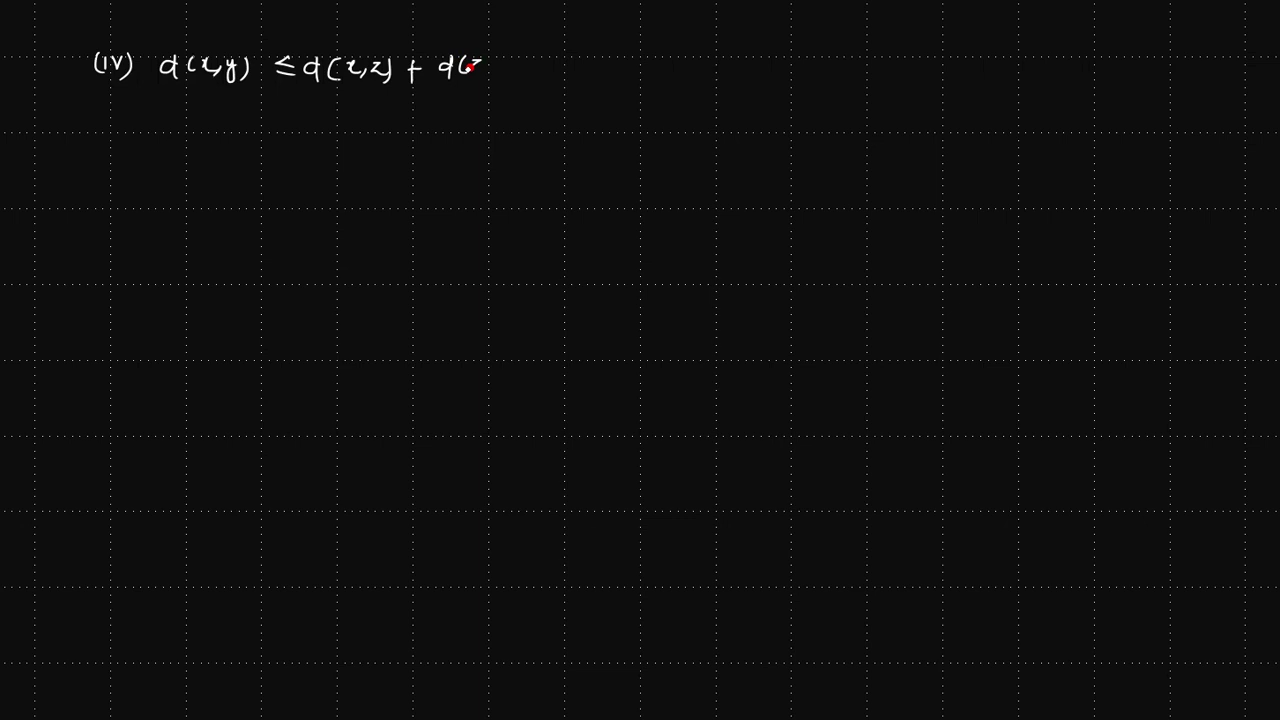 (iv) d(x,y) ≤ d(x,z) + d(z